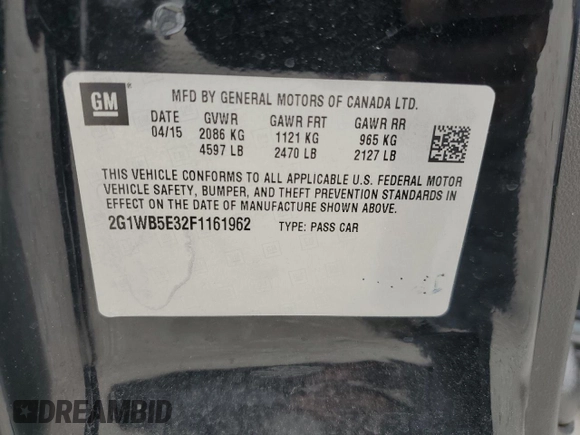 GM
MFD BY GENERAL MOTORS OF CANADA LTD.
DATE GVWR GAWR FRT GAWR RR
04/15 2086 KG 1121 KG 965 KG
4597 LB 2470 LB 2127 LB
THIS VEHICLE CONFORMS TO ALL APPLICABLE U.S. FEDERAL MOTOR
VEHICLE SAFETY, BUMPER, AND THEFT PREVENTION STANDARDS IN
EFFECT ON THE DATE OF MANUFACTURE SHOWN ABOVE.
2G1WB5E32F1161962 TYPE: PASS CAR
DREAMBID